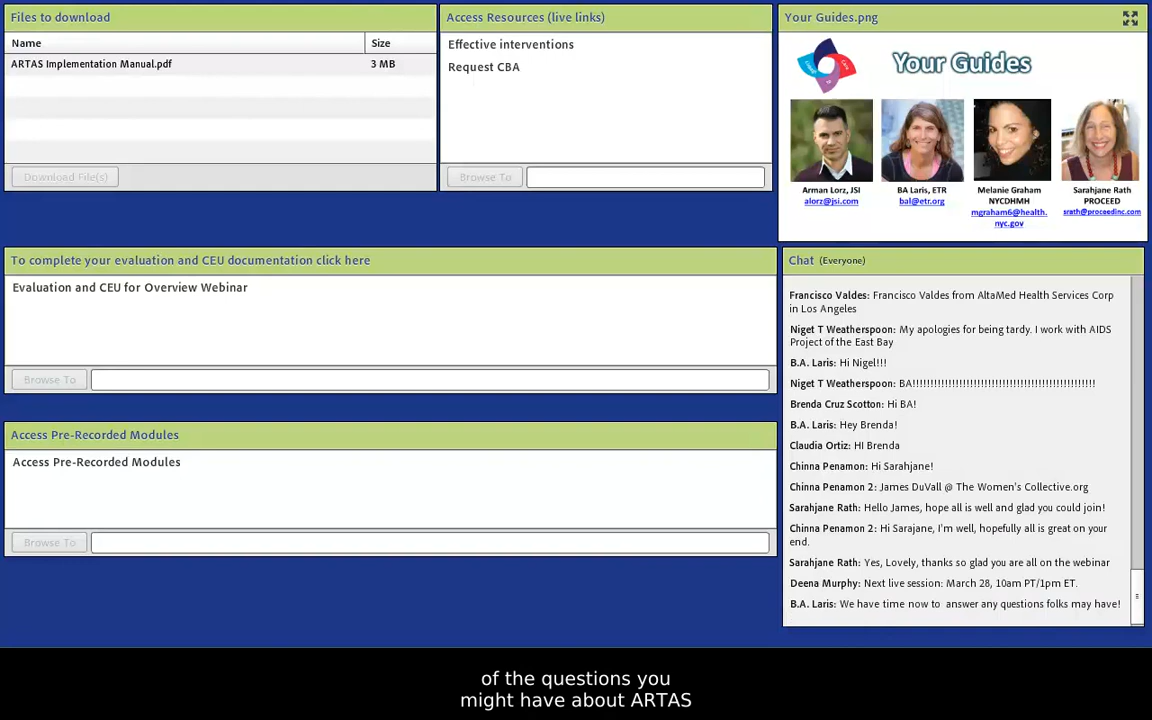 Files to download
Name
Size
ARTAS Implementation Manual.pdf
3 MB
Download File(s)
Access Resources (live links)
Effective interventions
Request CBA
Browse To
Your Guides.png
Your Guides
Arman Lorz, JSI
alorz@jsi.com
BA Laris, ETR
bal@etr.org
Melanie Graham
NYCDHMH
mgraham6@health.
nyc.gov
Sarahjane Rath
PROCEED
srath@proceedinc.com
To complete your evaluation and CEU documentation click here
Evaluation and CEU for Overview Webinar
Browse To
Access Pre-Recorded Modules
Access Pre-Recorded Modules
Browse To
Chat (Everyone)
Francisco Valdes: Francisco Valdes from AltaMed Health Services Corp
in Los Angeles
Niget T Weatherspoon: My apologies for being tardy. I work with AIDS
Project of the East Bay
B.A. Laris: Hi Nigel!!!
Niget T Weatherspoon: BA!!!!!!!!!!!!!!!!!!!!!!!!!!!!!!!!!!!!!!!!!!!!!!!!!!!
Brenda Cruz Scotton: Hi BA!
B.A. Laris: Hey Brenda!
Claudia Ortiz: HI Brenda
Chinna Penamon: Hi Sarahjane!
Chinna Penamon 2: James DuVall @ The Women's Collective.org
Sarahjane Rath: Hello James, hope all is well and glad you could join!
Chinna Penamon 2: Hi Sarajane, I'm well, hopefully all is great on your
end.
Sarahjane Rath: Yes, Lovely, thanks so glad you are all on the webinar
Deena Murphy: Next live session: March 28, 10am PT/1pm ET.
B.A. Laris: We have time now to answer any questions folks may have!
of the questions you
might have about ARTAS